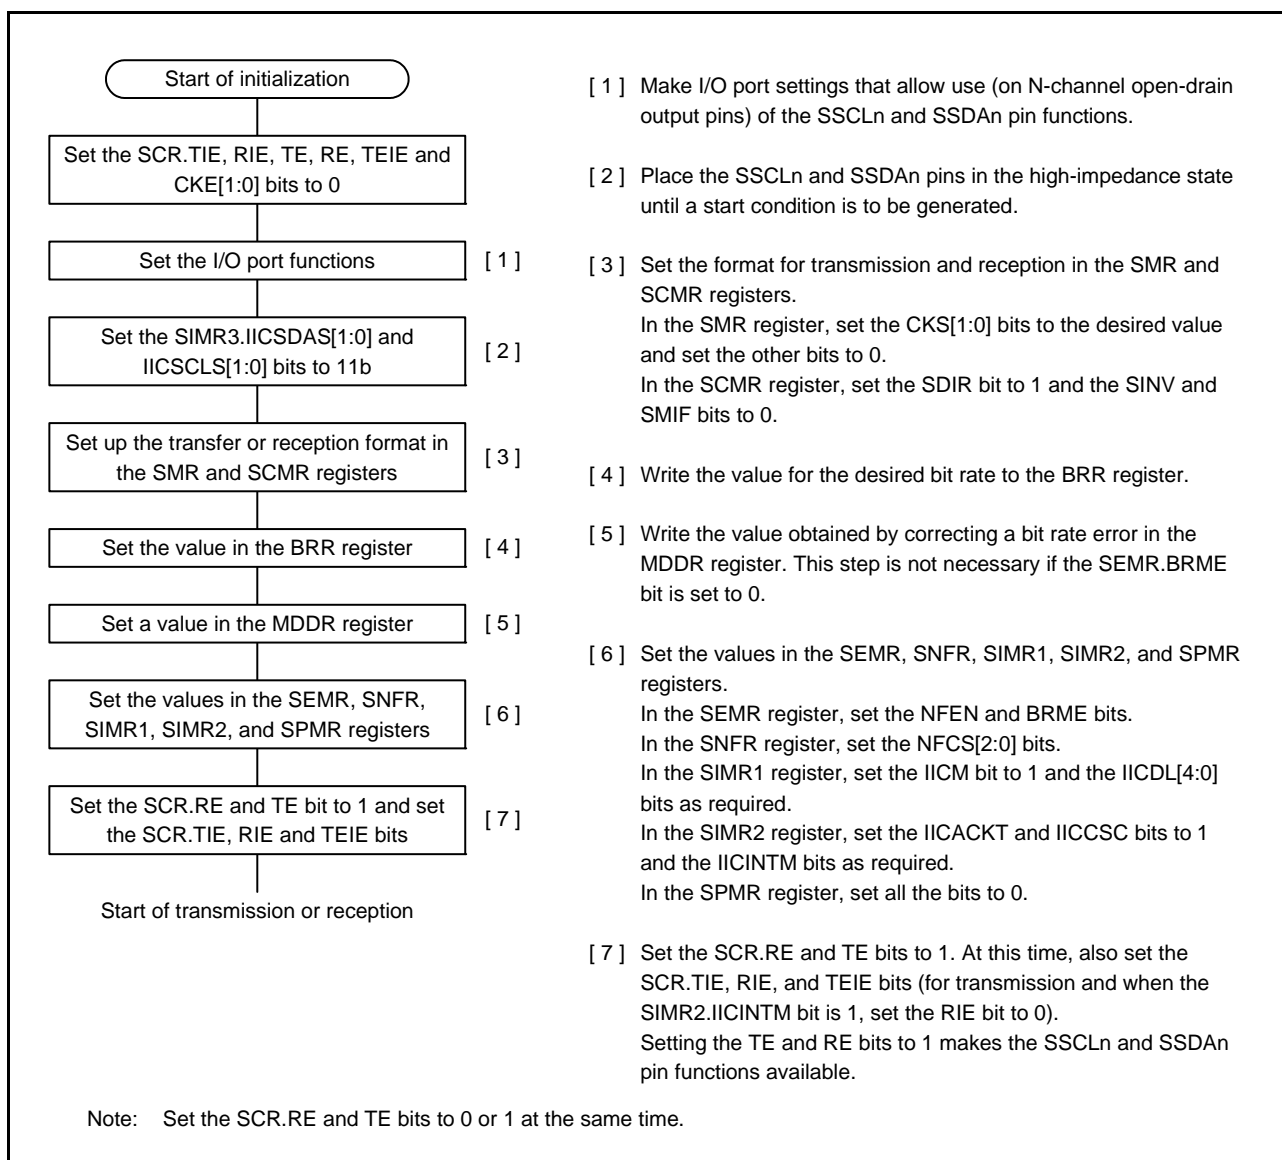 Start of initialization
Set the SCR.TIE, RIE, TE, RE, TEIE and
CKE[1:0] bits to 0
Set the I/O port functions
[ 1 ]
Set the SIMR3.IICSDAS[1:0] and
IICSCLS[1:0] bits to 11b
[ 2 ]
Set up the transfer or reception format in
the SMR and SCMR registers
[ 3 ]
Set the value in the BRR register
[ 4 ]
Set a value in the MDDR register
[ 5 ]
Set the values in the SEMR, SNFR,
SIMR1, SIMR2, and SPMR registers
[ 6 ]
Set the SCR.RE and TE bit to 1 and set
the SCR.TIE, RIE and TEIE bits
[ 7 ]
Start of transmission or reception
[ 1 ] Make I/O port settings that allow use (on N-channel open-drain
output pins) of the SSCLn and SSDAn pin functions.
[ 2 ] Place the SSCLn and SSDAn pins in the high-impedance state
until a start condition is to be generated.
[ 3 ] Set the format for transmission and reception in the SMR and
SCMR registers.
In the SMR register, set the CKS[1:0] bits to the desired value
and set the other bits to 0.
In the SCMR register, set the SDIR bit to 1 and the SINV and
SMIF bits to 0.
[ 4 ] Write the value for the desired bit rate to the BRR register.
[ 5 ] Write the value obtained by correcting a bit rate error in the
MDDR register. This step is not necessary if the SEMR.BRME
bit is set to 0.
[ 6 ] Set the values in the SEMR, SNFR, SIMR1, SIMR2, and SPMR
registers.
In the SEMR register, set the NFEN and BRME bits.
In the SNFR register, set the NFCS[2:0] bits.
In the SIMR1 register, set the IICM bit to 1 and the IICDL[4:0]
bits as required.
In the SIMR2 register, set the IICACKT and IICCSC bits to 1
and the IICINTM bits as required.
In the SPMR register, set all the bits to 0.
[ 7 ] Set the SCR.RE and TE bits to 1. At this time, also set the
SCR.TIE, RIE, and TEIE bits (for transmission and when the
SIMR2.IICINTM bit is 1, set the RIE bit to 0).
Setting the TE and RE bits to 1 makes the SSCLn and SSDAn
pin functions available.
Note: Set the SCR.RE and TE bits to 0 or 1 at the same time.